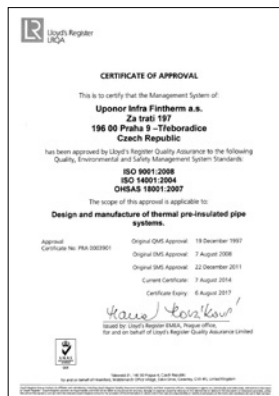 Lloyd's Register
LRQA
CERTIFICATE OF APPROVAL
This is to certify that the Management System of:
Uponor Infra Fintherm a.s.
Za tratí 197
196 00 Praha 9 –Třeboradice
Czech Republic
has been approved by Lloyd's Register Quality Assurance to the following
Quality, Environmental and Safety Management System Standards:
ISO 9001:2008
ISO 14001:2004
OHSAS 18001:2007
The scope of this approval is applicable to:
Design and manufacture of thermal pre-insulated pipe
systems.
Approval
Certificate No: PRA 0003901
Original QMS Approval: 19 December 1997
Original EMS Approval: 7 August 2008
Original SMS Approval: 22 December 2011
Current Certificate: 7 August 2014
Certificate Expiry: 6 August 2017
Issued by: Lloyd's Register EMEA, Prague office,
for and on behalf of Lloyd's Register Quality Assurance Limited
UKAS